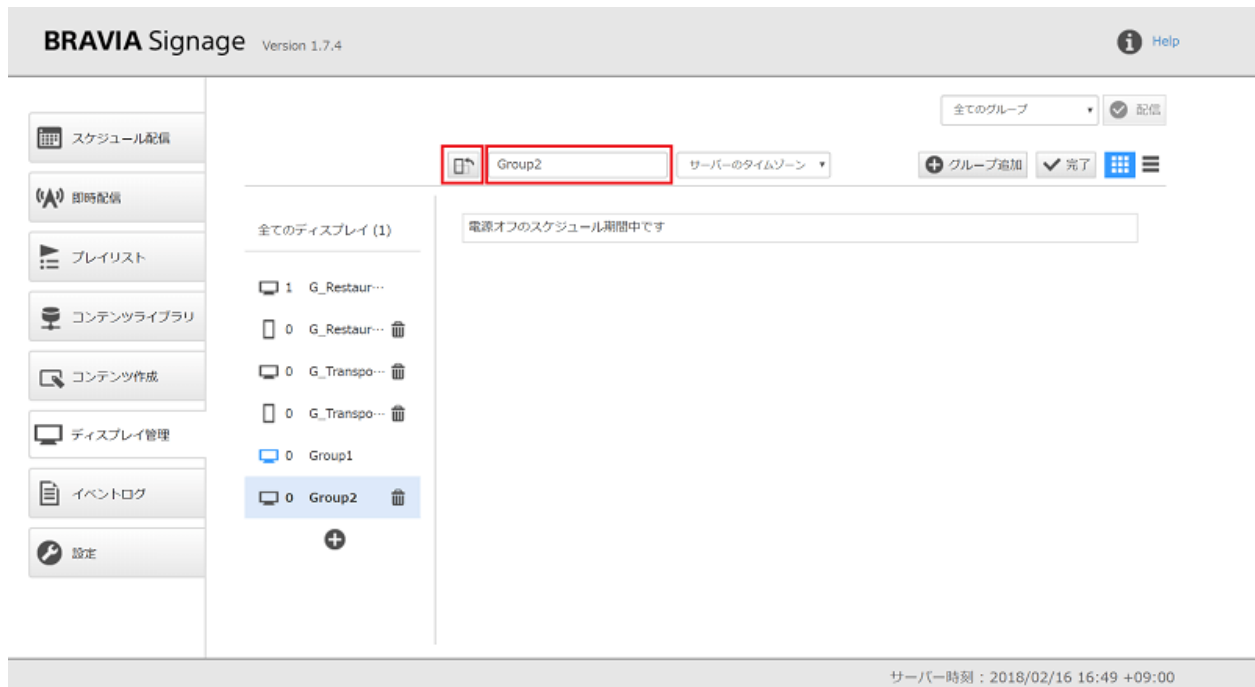 BRAVIA Signage Version 1.7.4
Help
全てのグループ
配信
スケジュール配信
即時配信
プレイリスト
コンテンツライブラリ
コンテンツ作成
ディスプレイ管理
イベントログ
設定
Group2
サーバーのタイムゾーン
グループ追加
完了
全てのディスプレイ (1)
1 G_Restaur…
0 G_Restaur…
0 G_Transpo…
0 G_Transpo…
0 Group1
0 Group2
電源オフのスケジュール期間中です
サーバー時刻 : 2018/02/16 16:49 +09:00